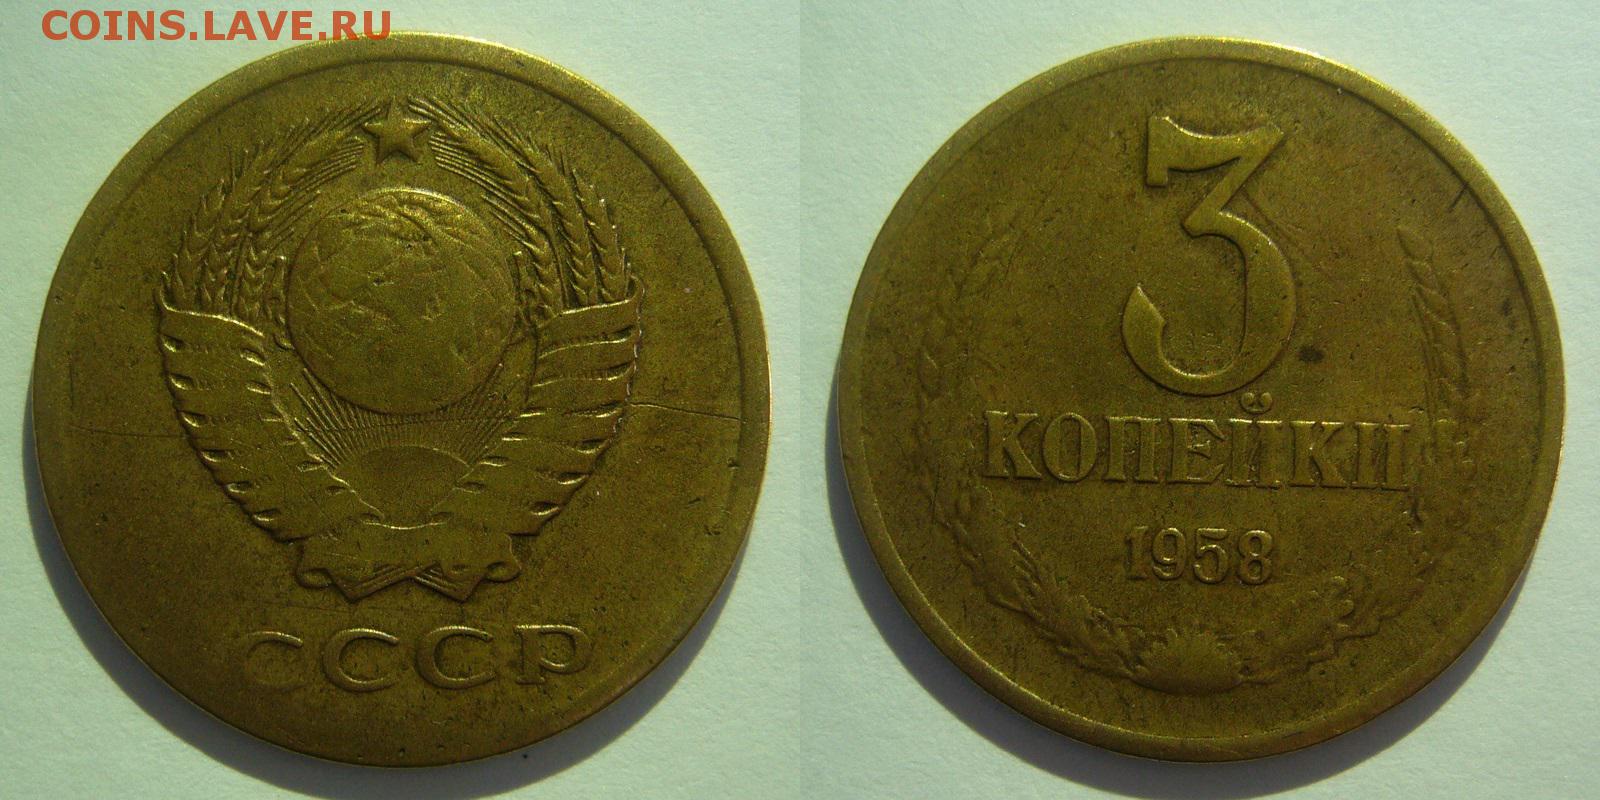 COINS.LAVE.RU
СССР
3
КОПЕЙКИ
1958